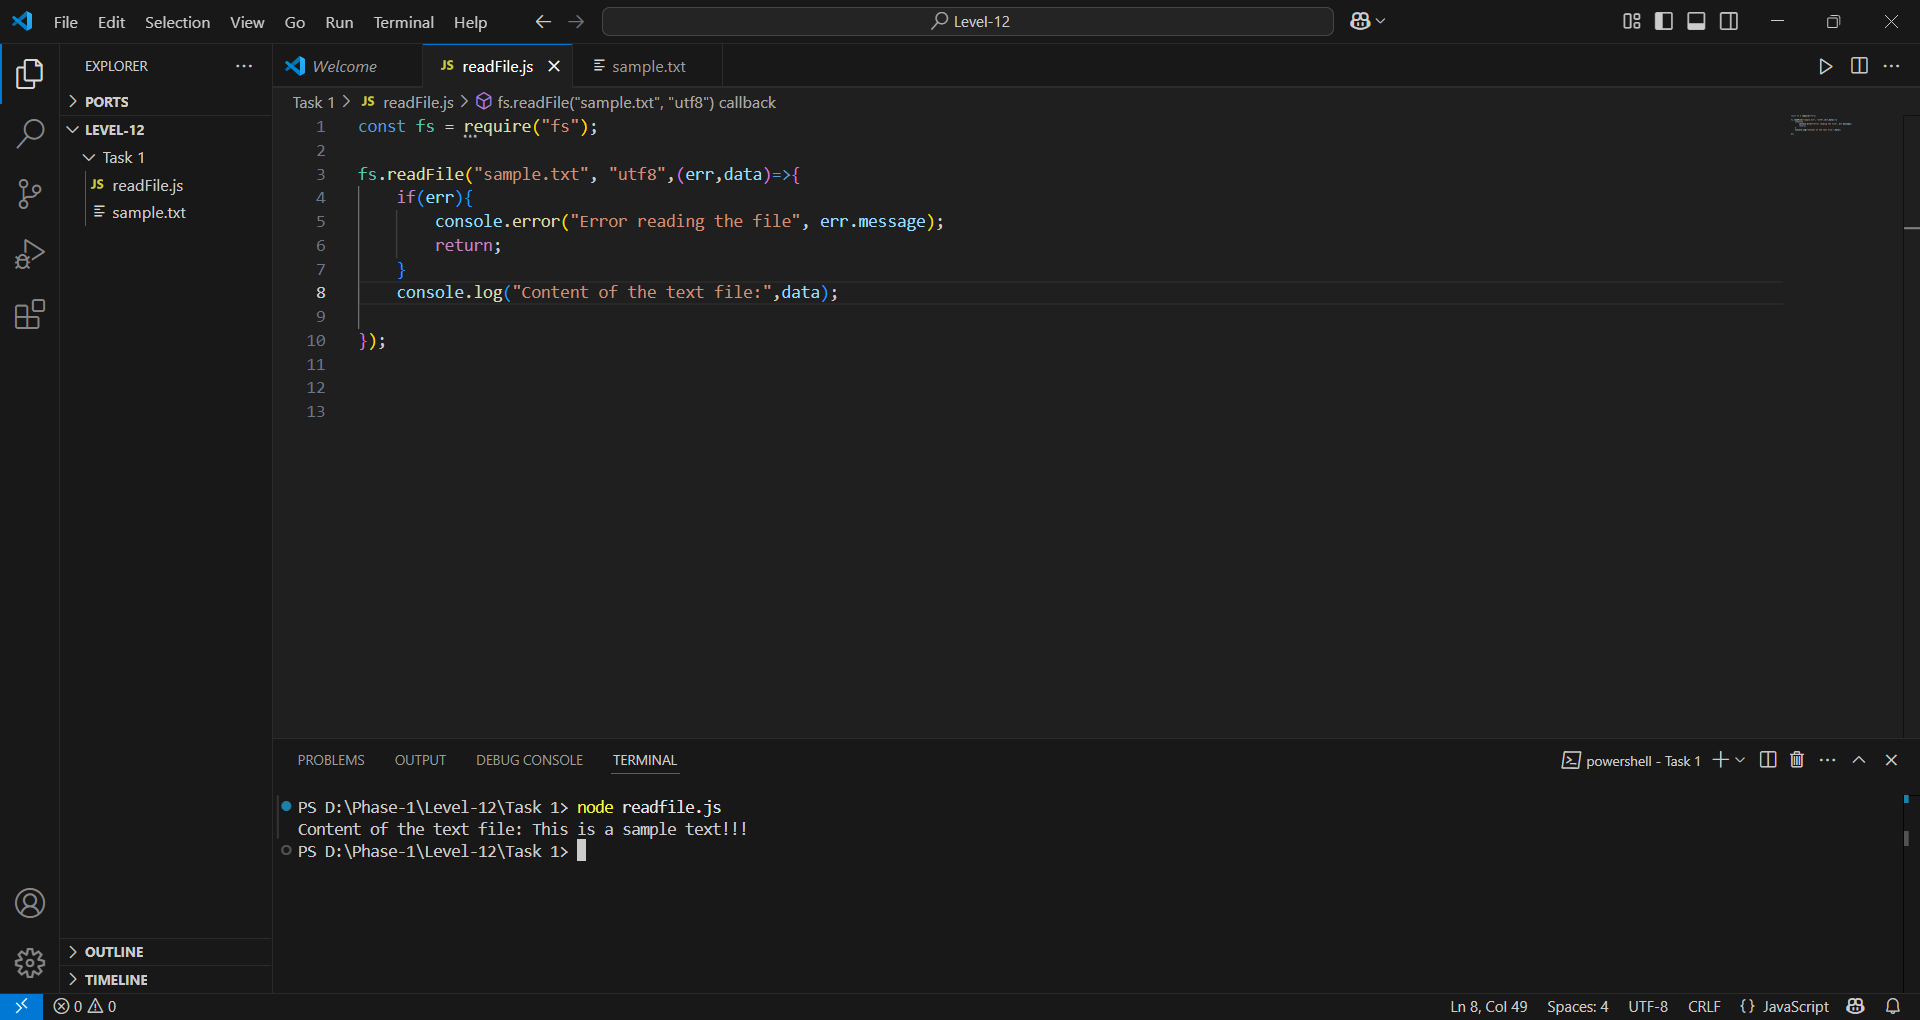 File Edit Selection View Go Run Terminal Help Level-12
EXPLORER
PORTS
LEVEL-12
Task 1
JS readFile.js
sample.txt
OUTLINE
TIMELINE
Welcome JS readFile.js sample.txt
Task 1 > JS readFile.js > fs.readFile("sample.txt", "utf8") callback
1 const fs = require("fs");
2
3 fs.readFile("sample.txt", "utf8",(err,data)=>{
4 if(err){
5 console.error("Error reading the file", err.message);
6 return;
7 }
8 console.log("Content of the text file:",data);
9
10 });
11
12
13
PROBLEMS OUTPUT DEBUG CONSOLE TERMINAL powershell - Task 1
PS D:\Phase-1\Level-12\Task 1> node readfile.js
Content of the text file: This is a sample text!!!
PS D:\Phase-1\Level-12\Task 1>
0 0 Ln 8, Col 49 Spaces: 4 UTF-8 CRLF {} JavaScript